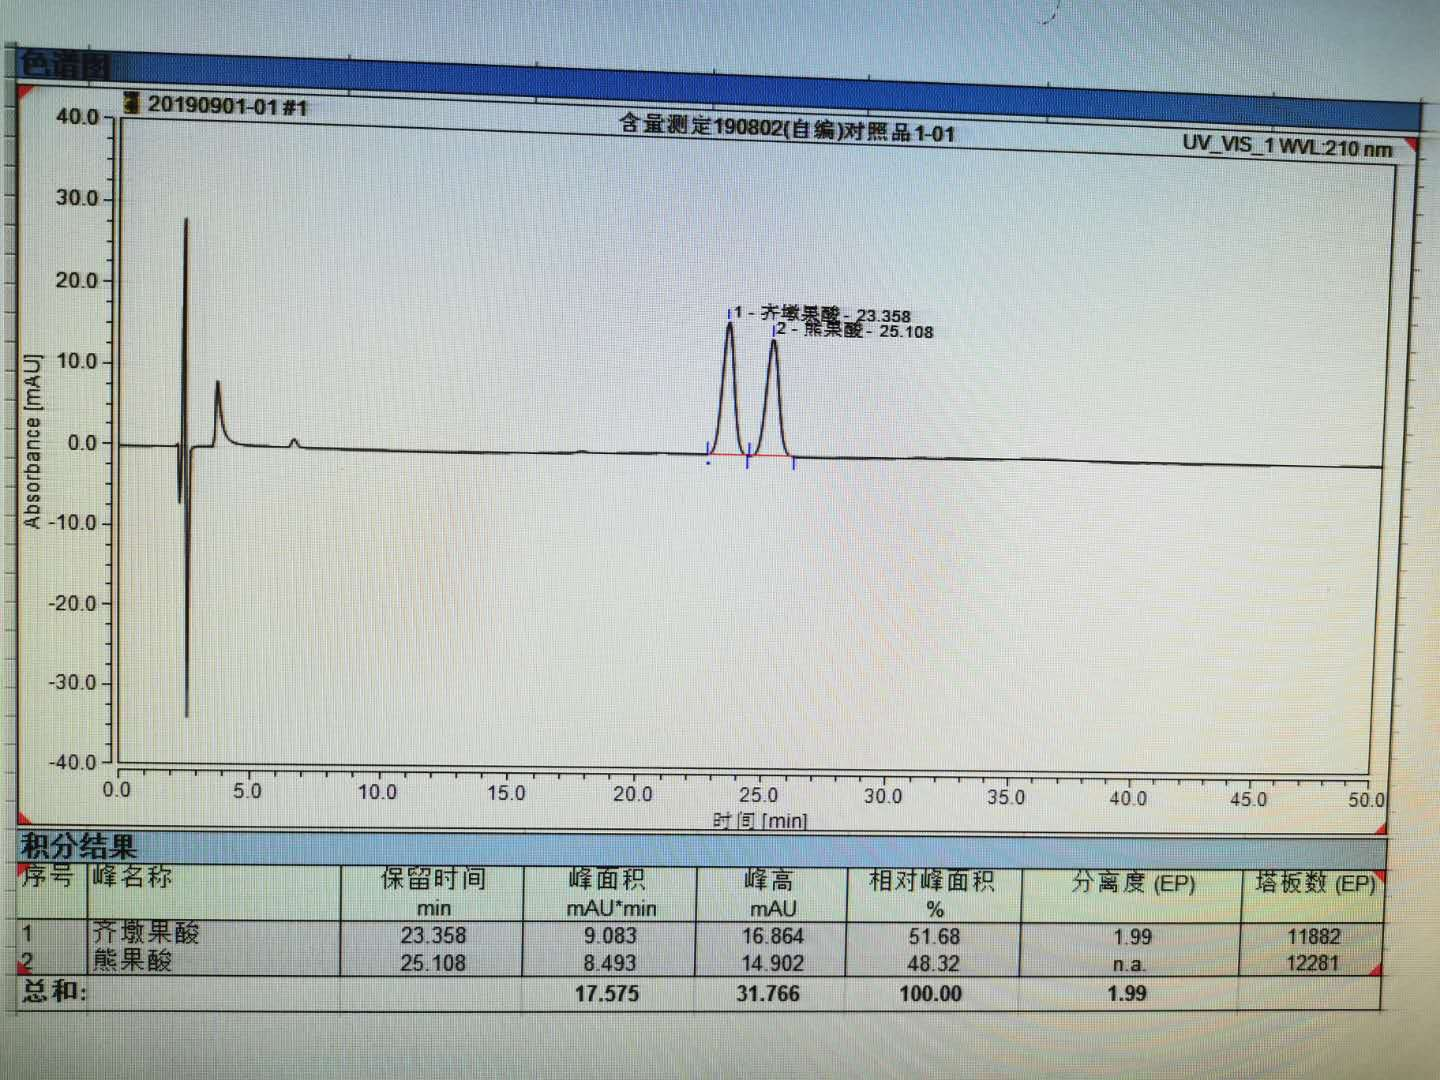 色谱图
20190901-01 #1
含量测定190802(自编)对照品1-01
UV_VIS_1 WVL:210 nm
40.0
30.0
20.0
10.0
0.0
-10.0
-20.0
-30.0
-40.0
Absorbance [mAU]
1 - 齐墩果酸 - 23.358
2 - 熊果酸 - 25.108
0.0 5.0 10.0 15.0 20.0 25.0 30.0 35.0 40.0 45.0 50.0
时间 [min]
积分结果
序号 峰名称 保留时间 峰面积 峰高 相对峰面积 分离度 (EP) 塔板数 (EP)
min mAU*min mAU %
1 齐墩果酸 23.358 9.083 16.864 51.68 1.99 11882
2 熊果酸 25.108 8.493 14.902 48.32 n.a. 12281
总和: 17.575 31.766 100.00 1.99